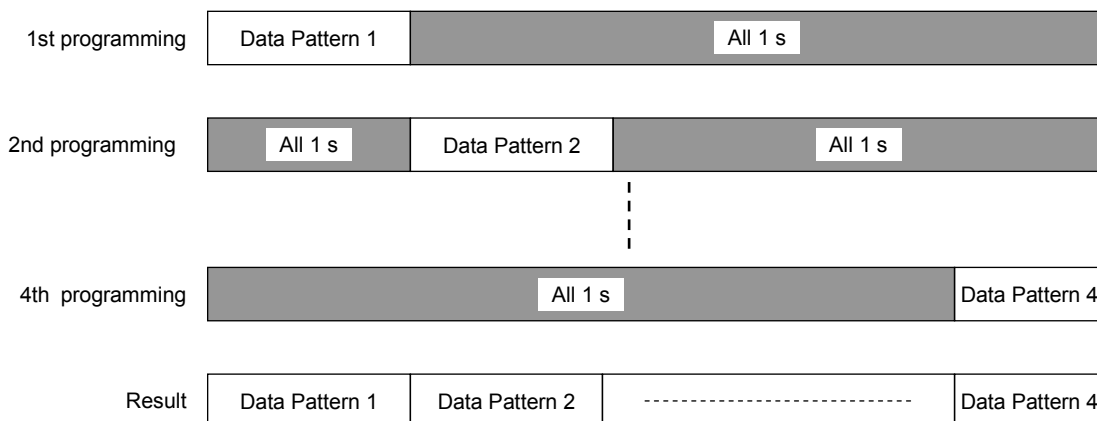 1st programming Data Pattern 1 All 1 s
2nd programming All 1 s Data Pattern 2 All 1 s
4th programming All 1 s Data Pattern 4
Result Data Pattern 1 Data Pattern 2 Data Pattern 4